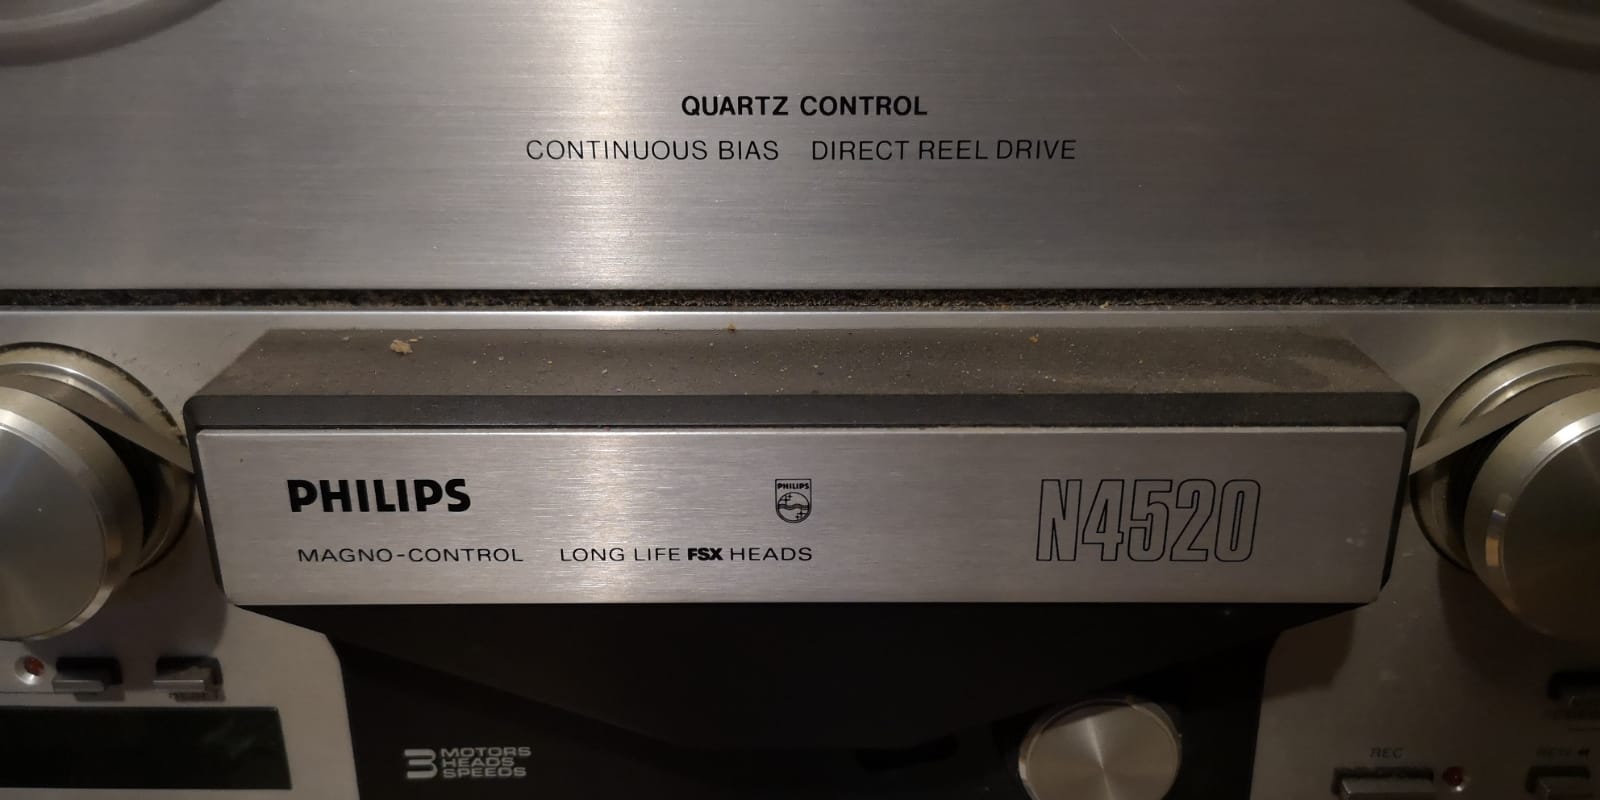 QUARTZ CONTROL
CONTINUOUS BIAS DIRECT REEL DRIVE
PHILIPS
PHILIPS
N4520
MAGNO-CONTROL LONG LIFE FSX HEADS
3 MOTORS
HEADS
SPEEDS
REC